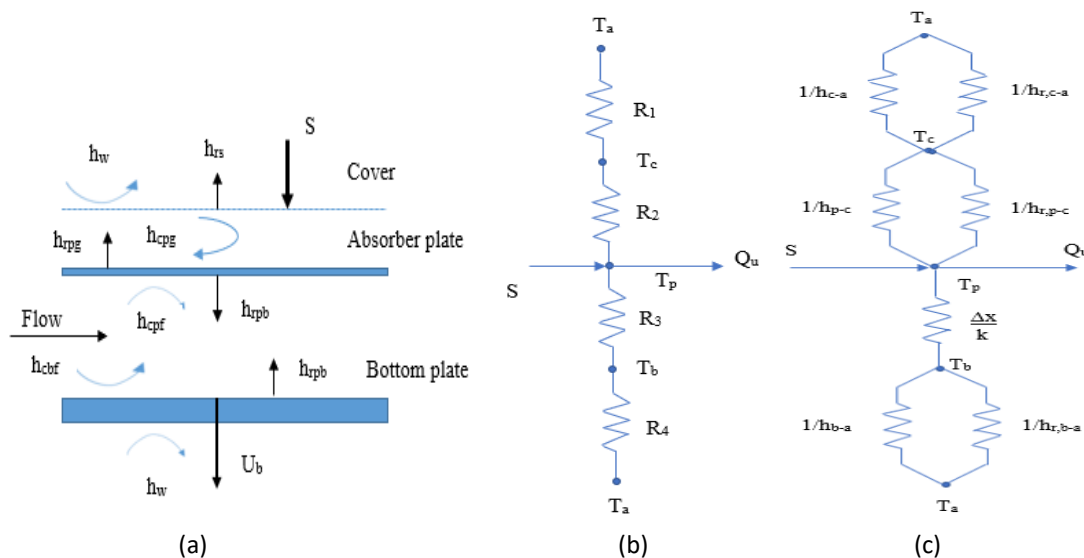 S
h_w
h_rs
Cover
h_rpg
h_cpg
Absorber plate
h_cpf
h_rpb
Flow
h_cbf
h_rpb
Bottom plate
h_w
U_b
(a)
T_a
R_1
T_c
R_2
S
T_p
Q_u
R_3
T_b
R_4
T_a
(b)
T_a
1/h_c-a
1/h_r,c-a
T_c
1/h_p-c
1/h_r,p-c
S
Q_u
T_p
Δx
k
T_b
1/h_b-a
1/h_r,b-a
T_a
(c)